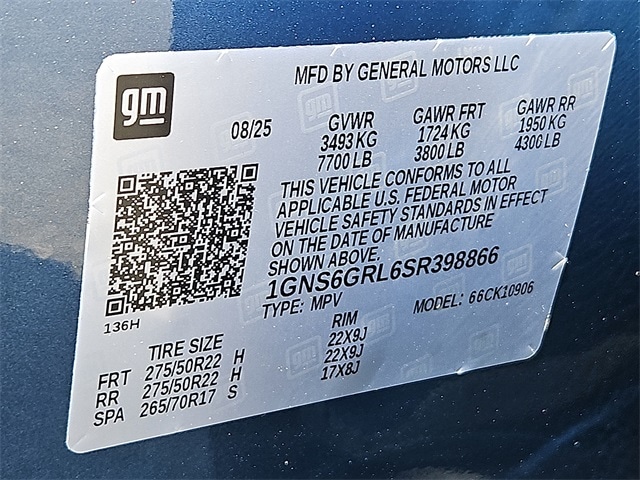 MFD BY GENERAL MOTORS LLC
gm
08/25
GVWR
3493 KG
7700 LB
GAWR FRT
1724 KG
3800 LB
GAWR RR
1950 KG
4300 LB
THIS VEHICLE CONFORMS TO ALL
APPLICABLE U.S. FEDERAL MOTOR
VEHICLE SAFETY STANDARDS IN EFFECT
ON THE DATE OF MANUFACTURE
SHOWN ABOVE.
1GNS6GRL6SR398866
TYPE: MPV
MODEL: 66CK10906
136H
TIRE SIZE
RIM
FRT 275/50R22 H 22X9J
RR 275/50R22 H 22X9J
SPA 265/70R17 S 17X8J